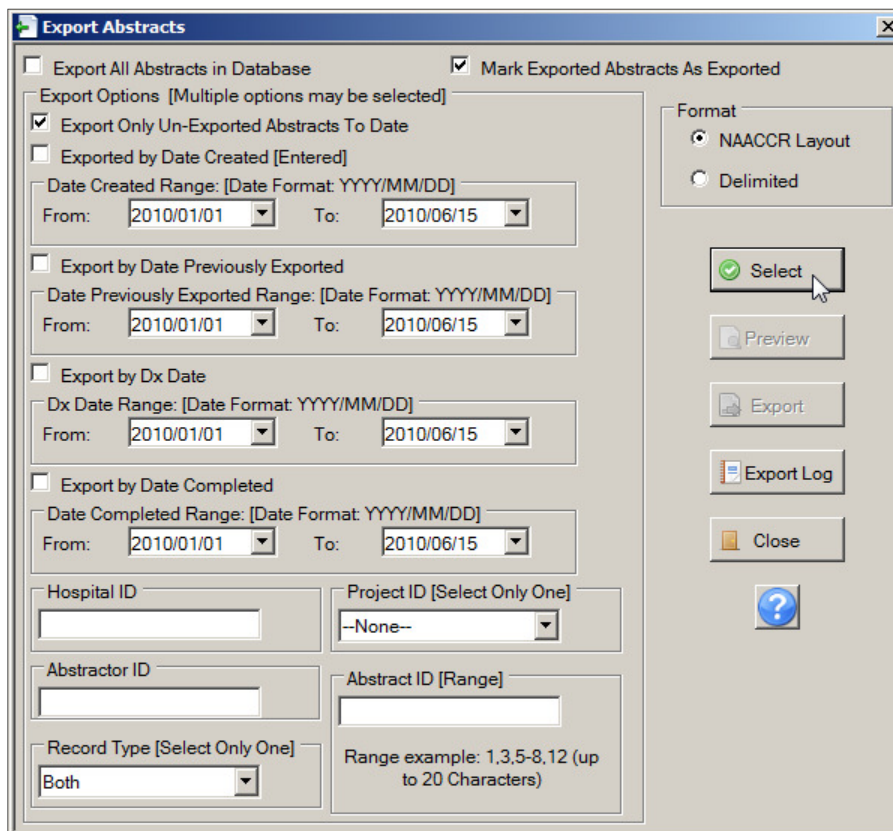 Export Abstracts
Export All Abstracts in Database
Mark Exported Abstracts As Exported
Export Options [Multiple options may be selected]
Export Only Un-Exported Abstracts To Date
Exported by Date Created [Entered]
Date Created Range: [Date Format: YYYY/MM/DD]
From: 2010/01/01 To: 2010/06/15
Export by Date Previously Exported
Date Previously Exported Range: [Date Format: YYYY/MM/DD]
From: 2010/01/01 To: 2010/06/15
Export by Dx Date
Dx Date Range: [Date Format: YYYY/MM/DD]
From: 2010/01/01 To: 2010/06/15
Export by Date Completed
Date Completed Range: [Date Format: YYYY/MM/DD]
From: 2010/01/01 To: 2010/06/15
Hospital ID
Project ID [Select Only One]
--None--
Abstractor ID
Abstract ID [Range]
Range example: 1,3,5-8,12 (up
to 20 Characters)
Record Type [Select Only One]
Both
Format
NAACCR Layout
Delimited
Select
Preview
Export
Export Log
Close
?